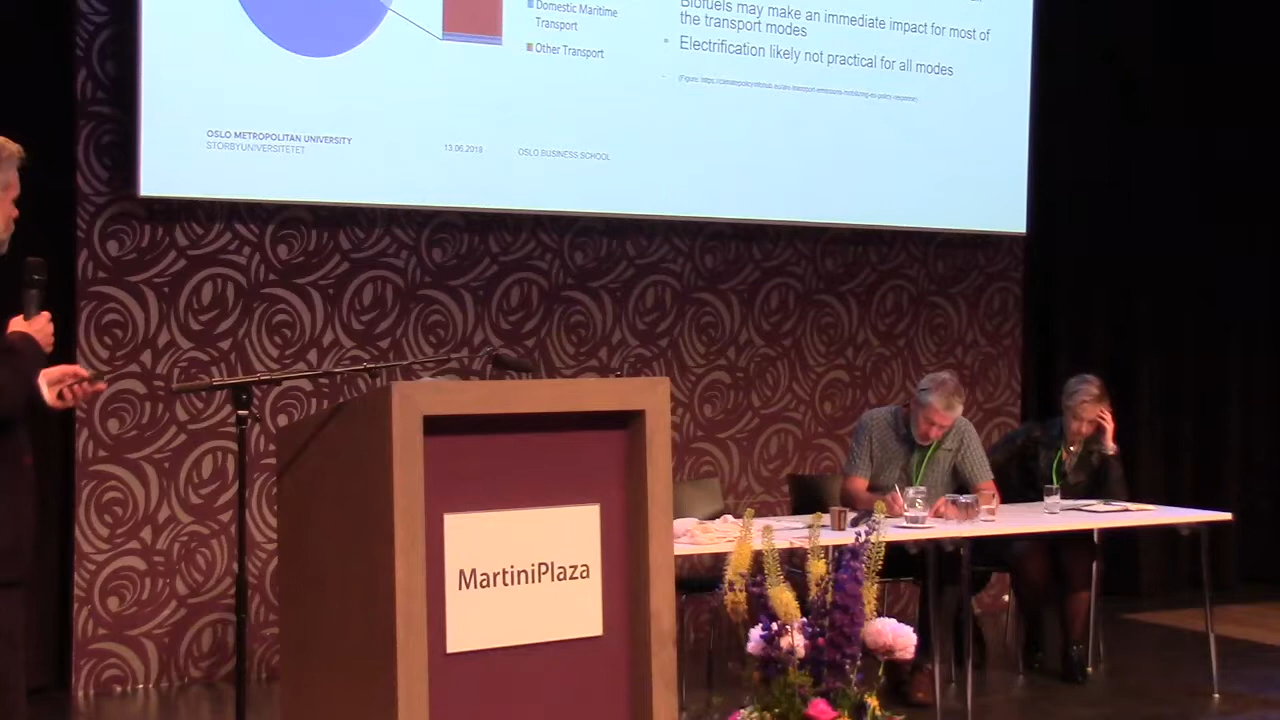 Domestic Maritime
Transport
Other Transport
Biofuels may make an immediate impact for most of
the transport modes
Electrification likely not practical for all modes
OSLO METROPOLITAN UNIVERSITY
STORBYUNIVERSITETET
13.06.2018
OSLO BUSINESS SCHOOL
MartiniPlaza